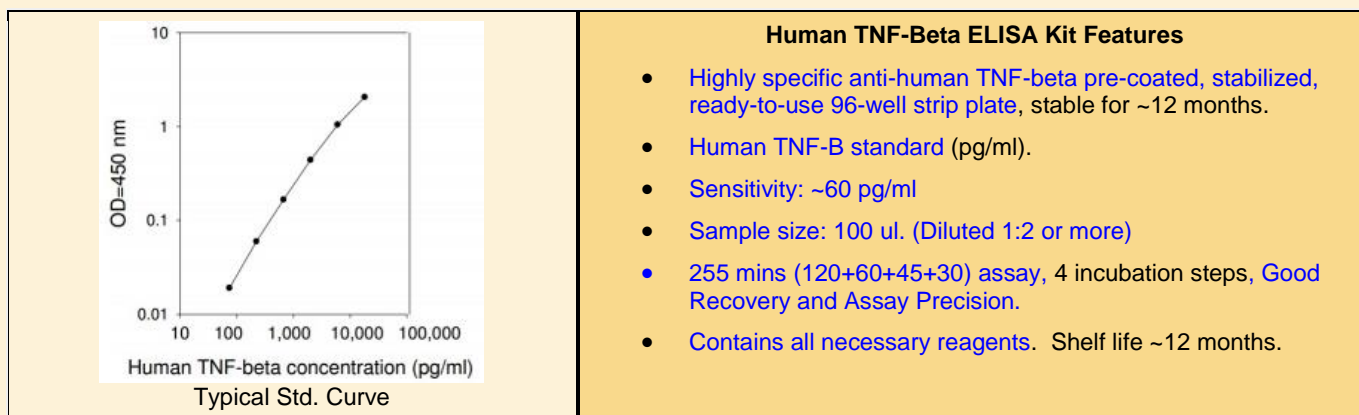 10
1
0.1
0.01
OD=450 nm
10 100 1,000 10,000 100,000
Human TNF-beta concentration (pg/ml)
Typical Std. Curve
Human TNF-Beta ELISA Kit Features
• Highly specific anti-human TNF-beta pre-coated, stabilized,
ready-to-use 96-well strip plate, stable for ~12 months.
• Human TNF-B standard (pg/ml).
• Sensitivity: ~60 pg/ml
• Sample size: 100 ul. (Diluted 1:2 or more)
• 255 mins (120+60+45+30) assay, 4 incubation steps, Good
Recovery and Assay Precision.
• Contains all necessary reagents. Shelf life ~12 months.